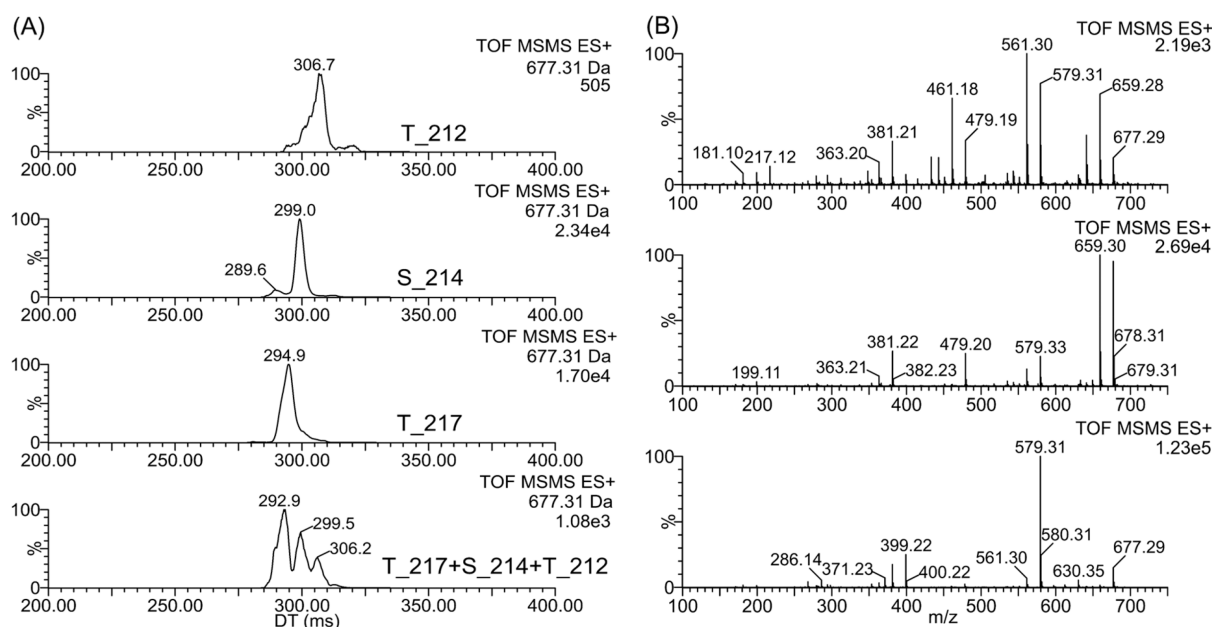 (A)
TOF MSMS ES+
677.31 Da
505
306.7
100
%
T_212
0
200.00 250.00 300.00 350.00 400.00
TOF MSMS ES+
677.31 Da
2.34e4
299.0
100
289.6
%
S_214
0
200.00 250.00 300.00 350.00 400.00
TOF MSMS ES+
677.31 Da
1.70e4
294.9
100
%
T_217
0
200.00 250.00 300.00 350.00 400.00
TOF MSMS ES+
677.31 Da
1.08e3
292.9
100
299.5
306.2
%
T_217+S_214+T_212
0
200.00 250.00 300.00 350.00 400.00
DT (ms)
(B)
TOF MSMS ES+
2.19e3
561.30
100
579.31 659.28
461.18
%
479.19
381.21
363.20
677.29
181.10 217.12
0
100 200 300 400 500 600 700
TOF MSMS ES+
2.69e4
659.30
100
%
678.31
381.22 479.20 579.33
363.21
382.23
679.31
199.11
0
100 200 300 400 500 600 700
TOF MSMS ES+
1.23e5
579.31
100
%
580.31
399.22
286.14 371.23
400.22
561.30
630.35
677.29
0
100 200 300 400 500 600 700
m/z